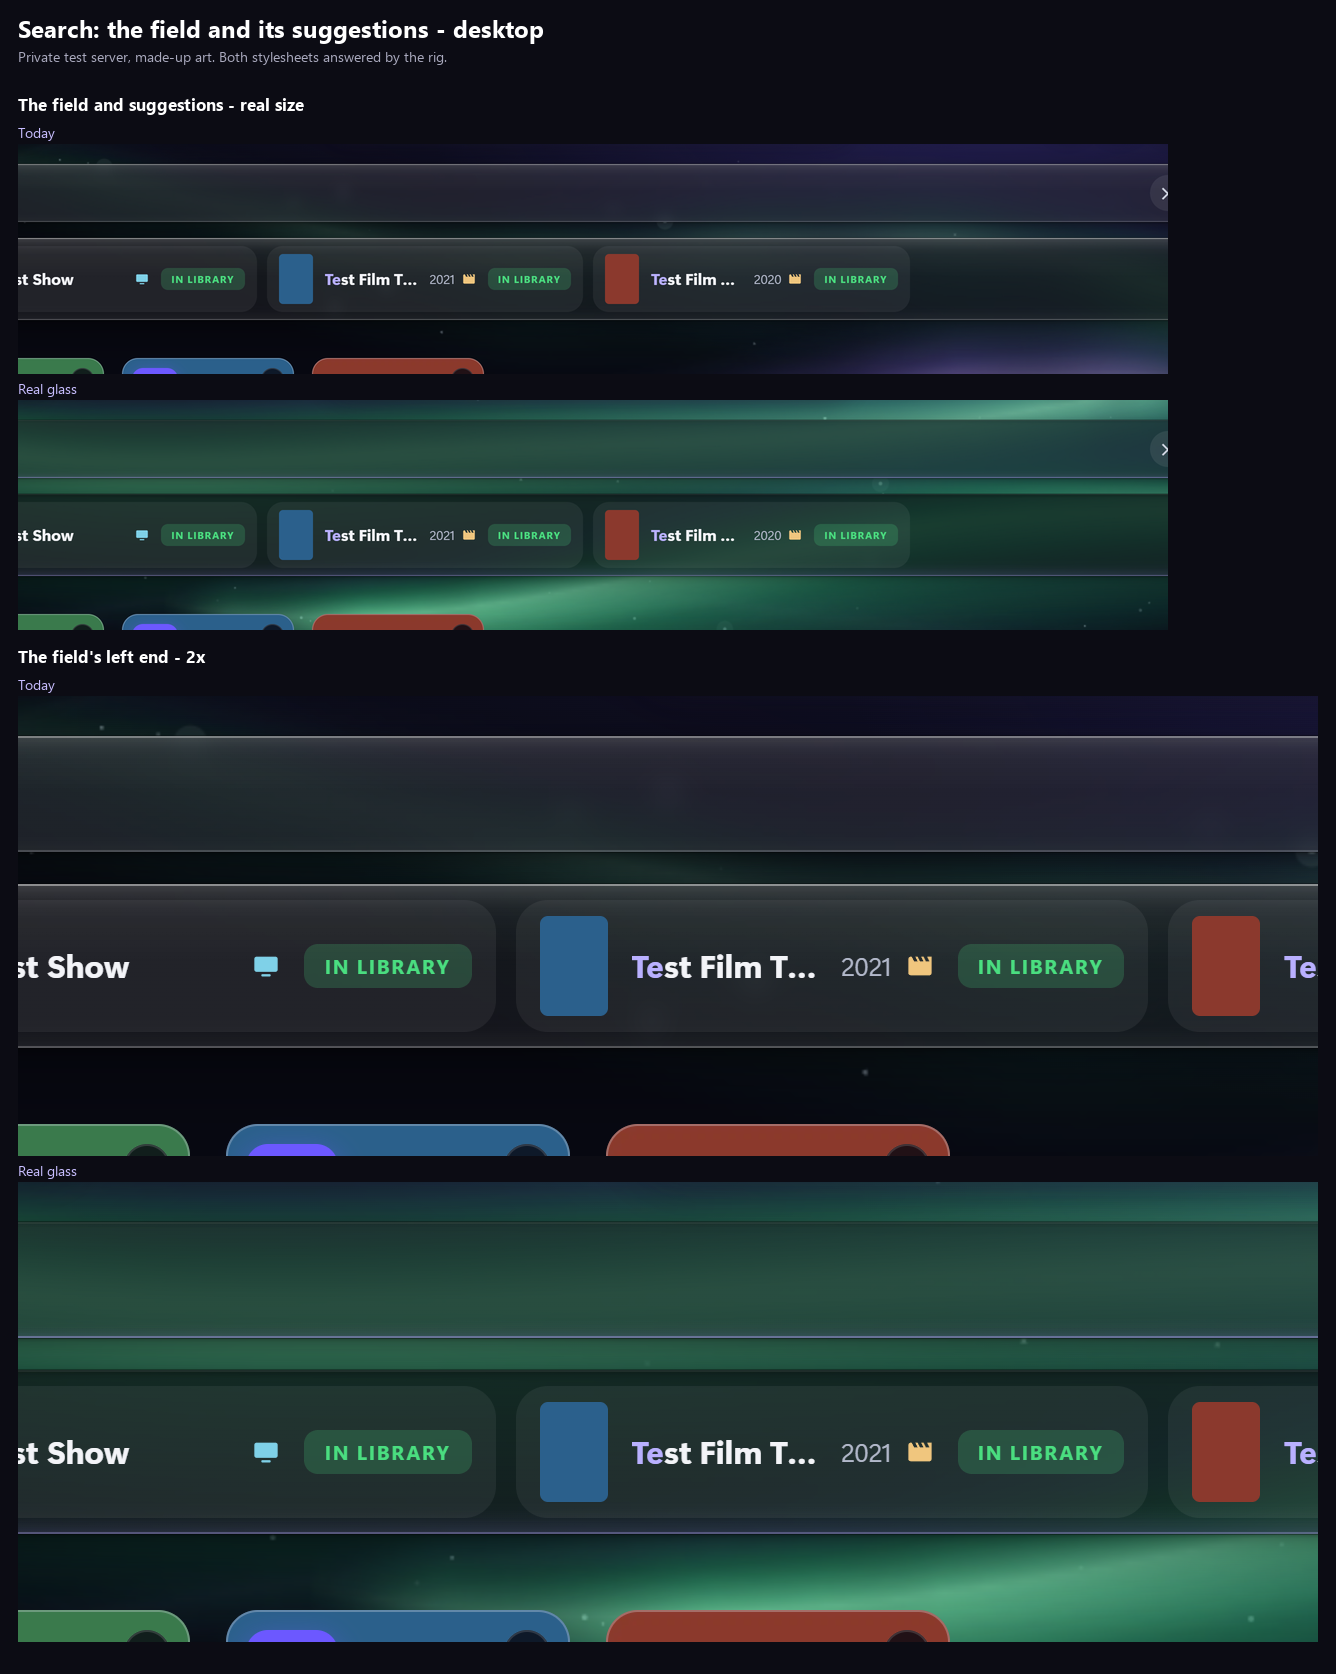 Search: the field and its suggestions - desktop
Private test server, made-up art. Both stylesheets answered by the rig.
The field and suggestions - real size
Today
st Show IN LIBRARY Test Film T... 2021 IN LIBRARY Test Film ... 2020 IN LIBRARY
Real glass
st Show IN LIBRARY Test Film T... 2021 IN LIBRARY Test Film ... 2020 IN LIBRARY
The field's left end - 2x
Today
st Show IN LIBRARY Test Film T... 2021 IN LIBRARY Te
Real glass
st Show IN LIBRARY Test Film T... 2021 IN LIBRARY Te